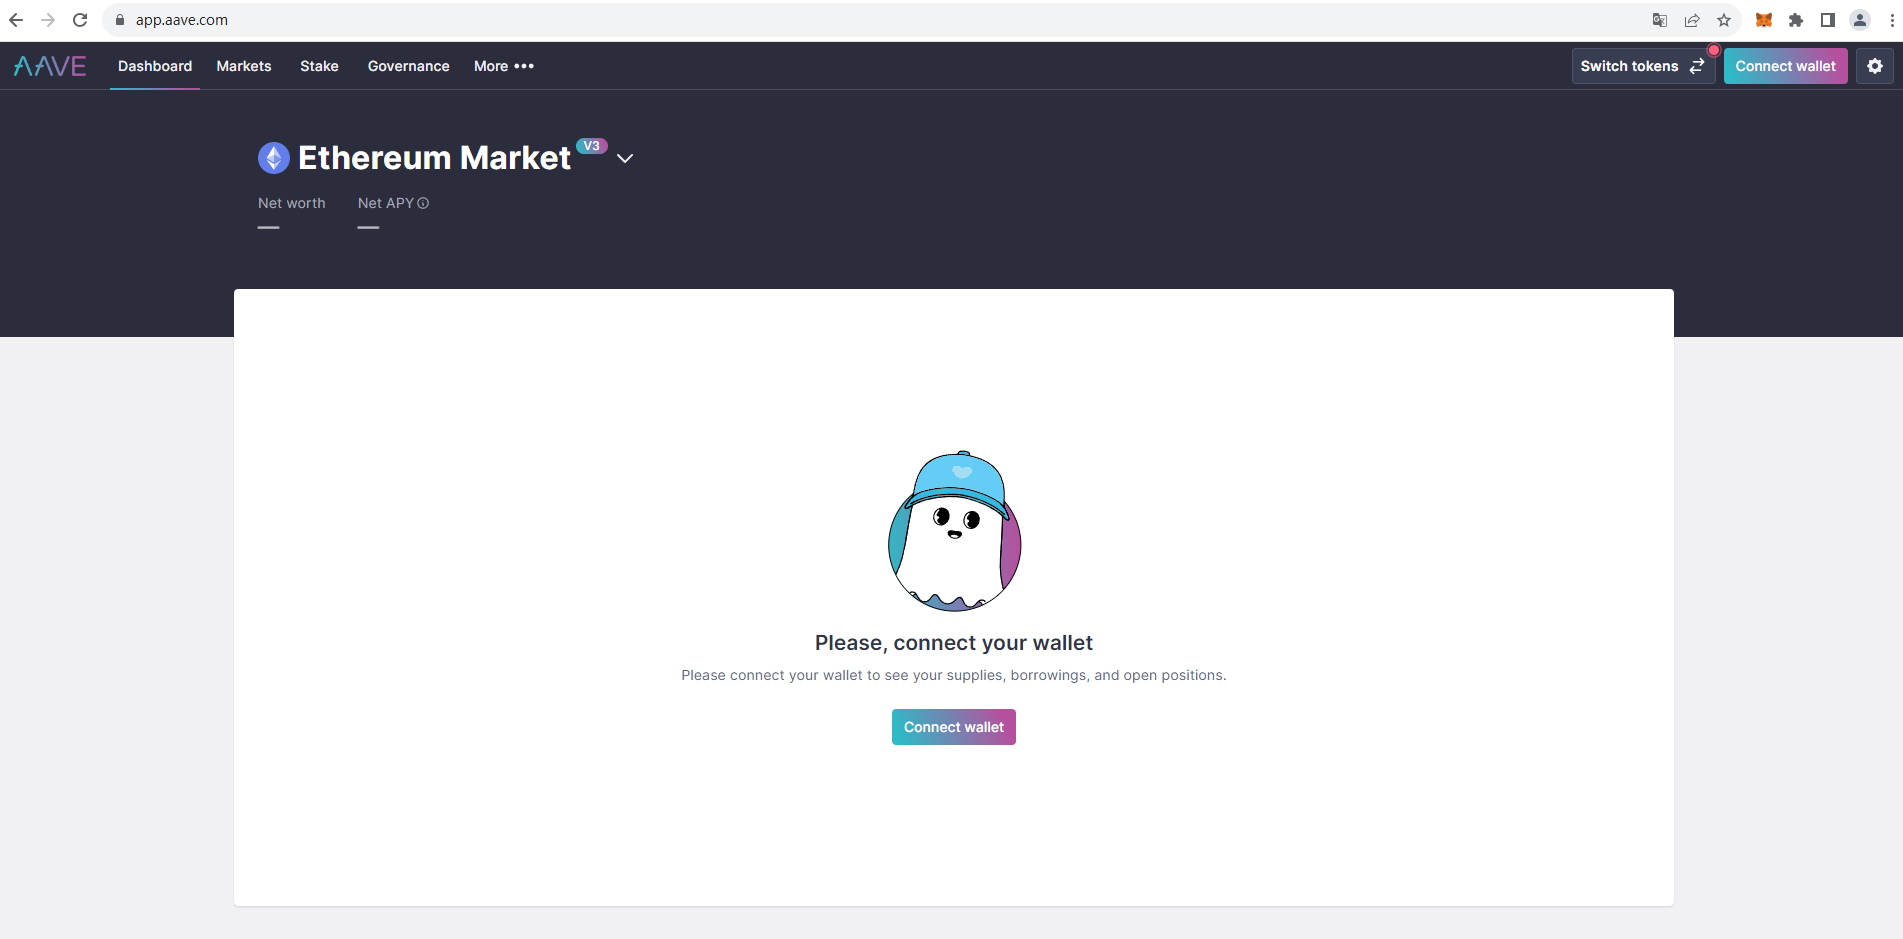 app.aave.com
AAVE
Dashboard
Markets
Stake
Governance
More
Switch tokens
Connect wallet
Ethereum Market
V3
Net worth
Net APY
—
—
Please, connect your wallet
Please connect your wallet to see your supplies, borrowings, and open positions.
Connect wallet